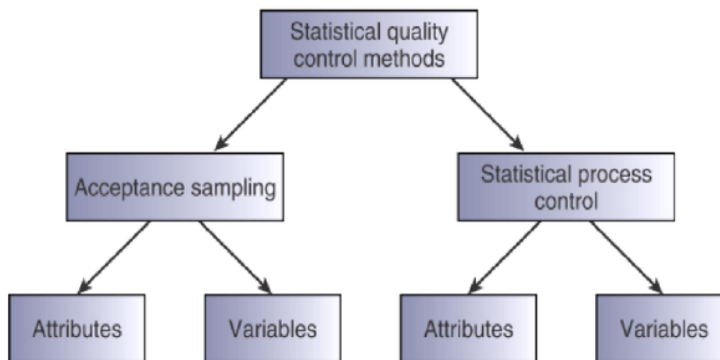 Statistical quality
control methods
Acceptance sampling
Statistical process
control
Attributes
Variables
Attributes
Variables